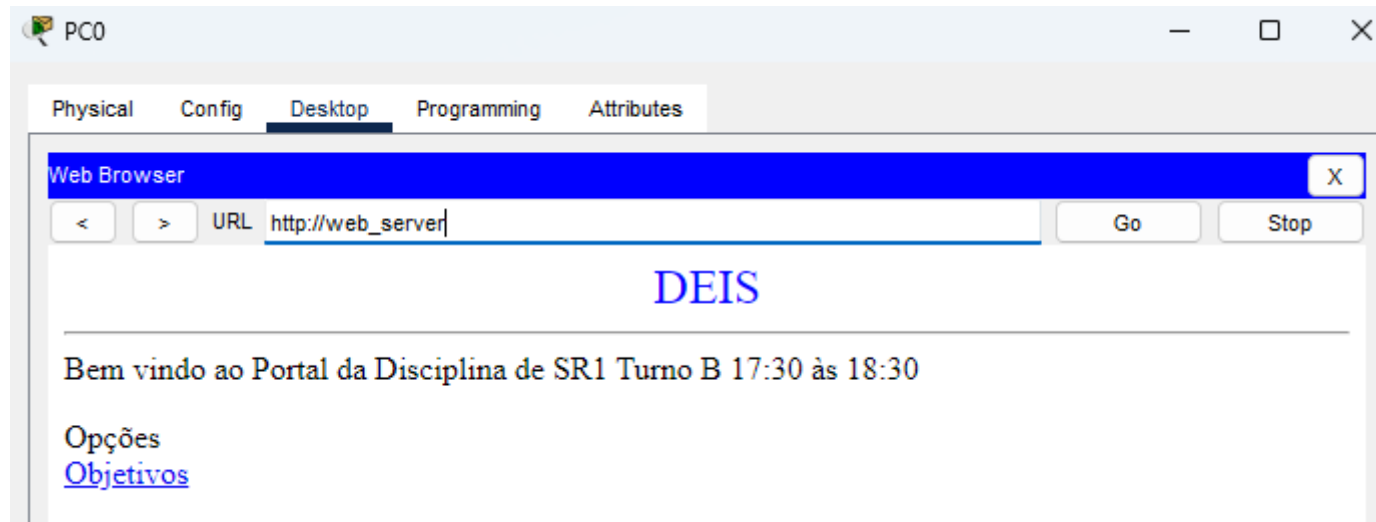 PC0
Physical Config Desktop Programming Attributes
Web Browser X
< > URL http://web_server Go Stop
DEIS
Bem vindo ao Portal da Disciplina de SR1 Turno B 17:30 às 18:30
Opções
Objetivos